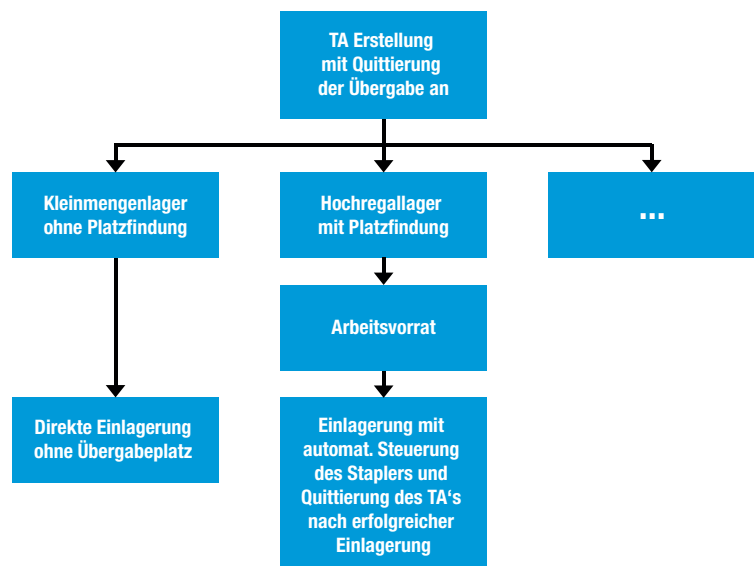 TA Erstellung
mit Quittierung
der Übergabe an
Kleinmengenlager
ohne Platzfindung
Hochregallager
mit Platzfindung
...
Arbeitsvorrat
Direkte Einlagerung
ohne Übergabeplatz
Einlagerung mit
automat. Steuerung
des Staplers und
Quittierung des TA‘s
nach erfolgreicher
Einlagerung